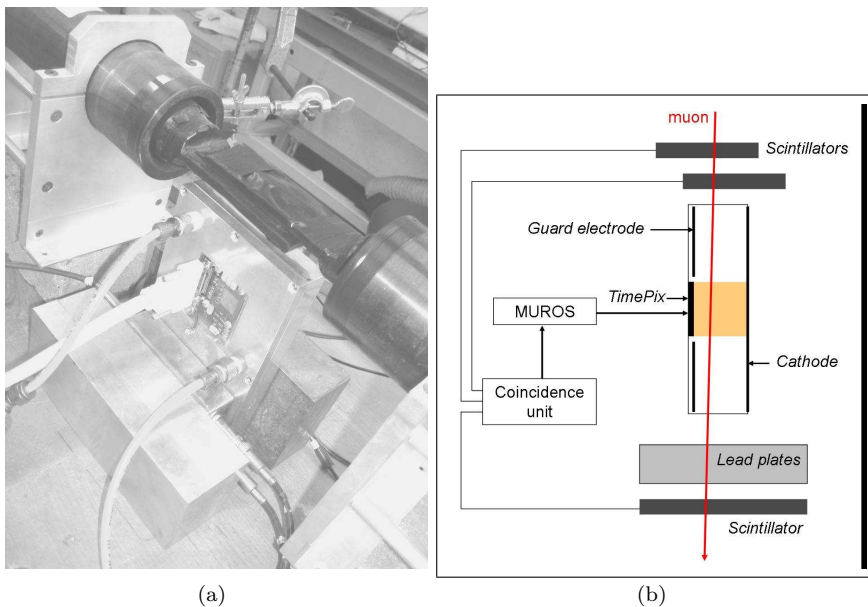 muon
Scintillators
Guard electrode
TimePix
MUROS
Cathode
Coincidence
unit
Lead plates
Scintillator
(a)
(b)